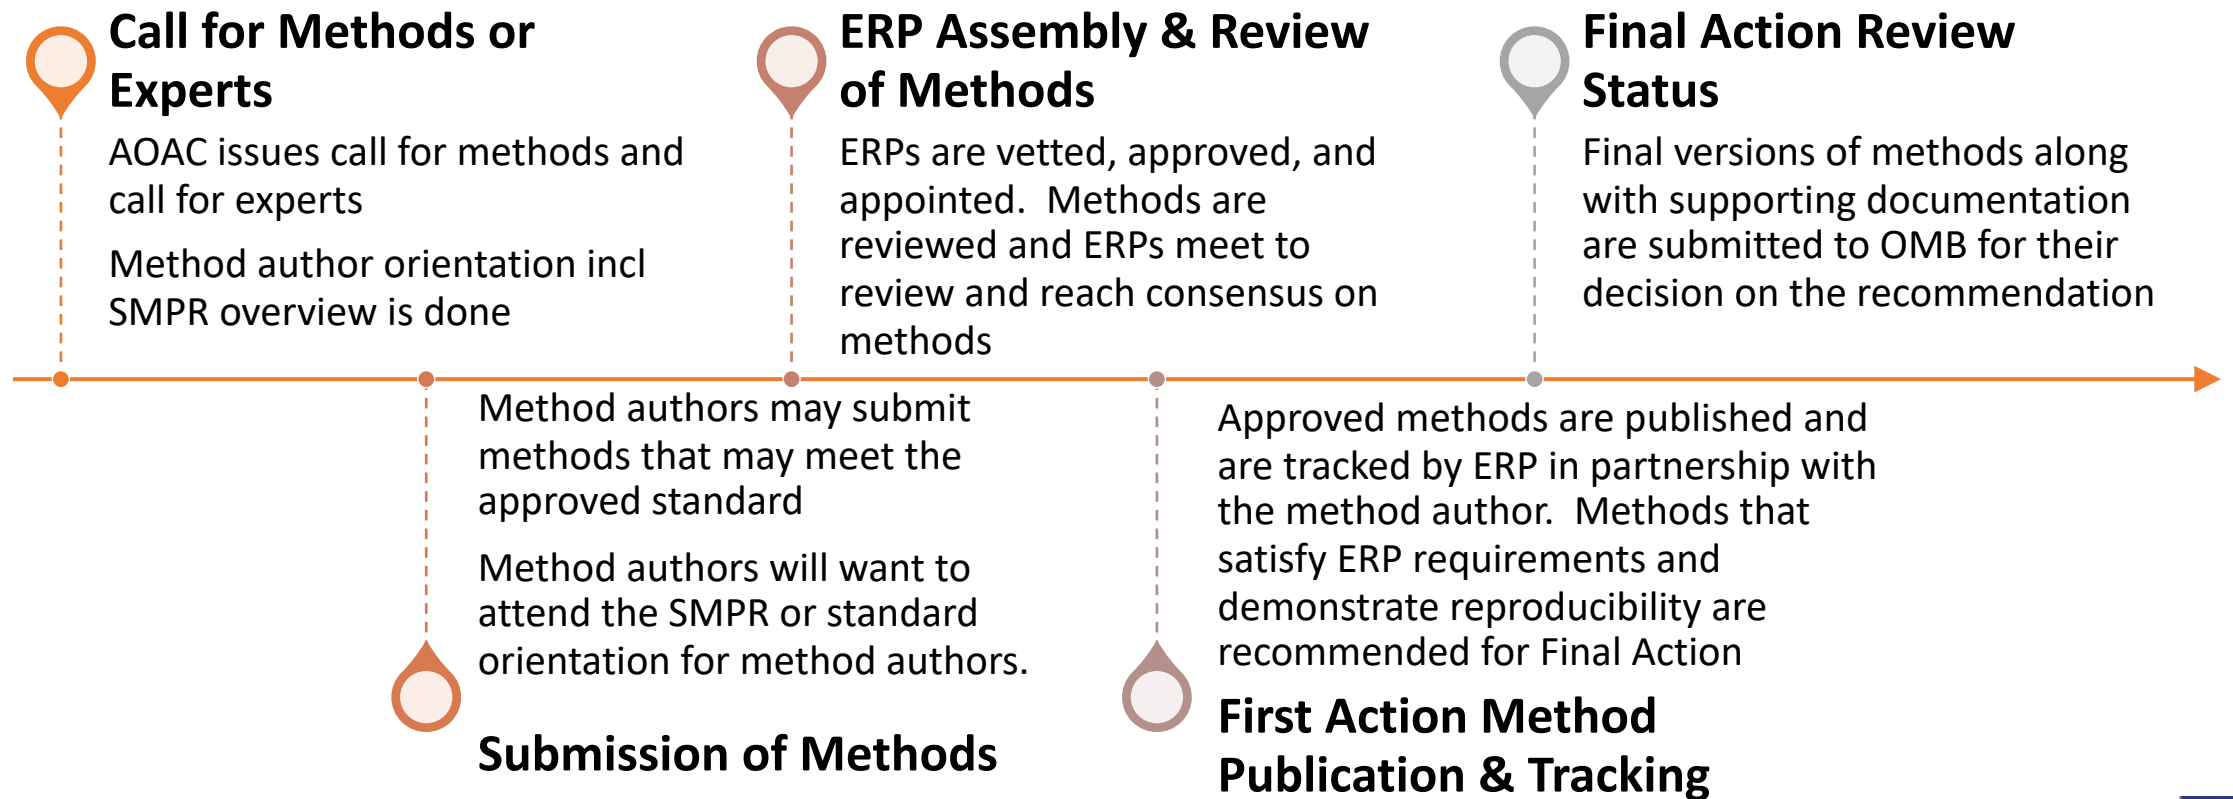 Call for Methods or
Experts
AOAC issues call for methods and
call for experts
Method author orientation incl
SMPR overview is done
Method authors may submit
methods that may meet the
approved standard
Method authors will want to
attend the SMPR or standard
orientation for method authors.
Submission of Methods
ERP Assembly & Review
of Methods
ERPs are vetted, approved, and
appointed.  Methods are
reviewed and ERPs meet to
review and reach consensus on
methods
Approved methods are published and
are tracked by ERP in partnership with
the method author.  Methods that
satisfy ERP requirements and
demonstrate reproducibility are
recommended for Final Action
First Action Method
Publication & Tracking
Final Action Review
Status
Final versions of methods along
with supporting documentation
are submitted to OMB for their
decision on the recommendation